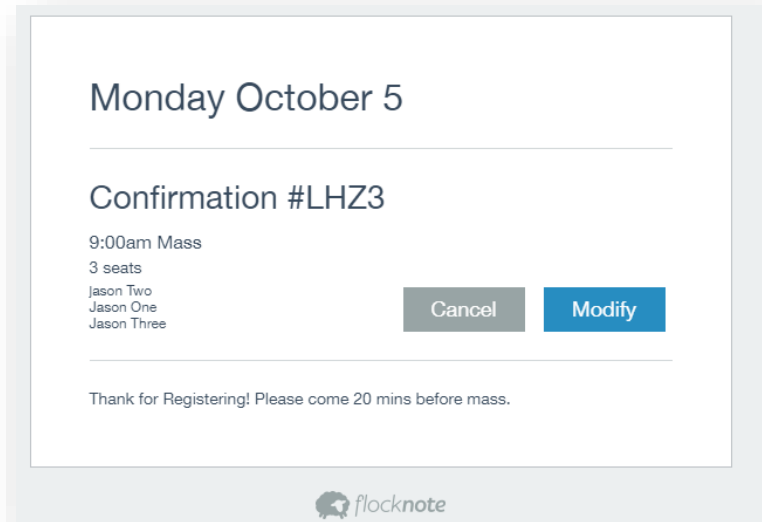 Monday October 5
Confirmation #LHZ3
9:00am Mass
3 seats
Jason Two
Jason One
Jason Three
Cancel Modify
Thank for Registering! Please come 20 mins before mass.
flocknote